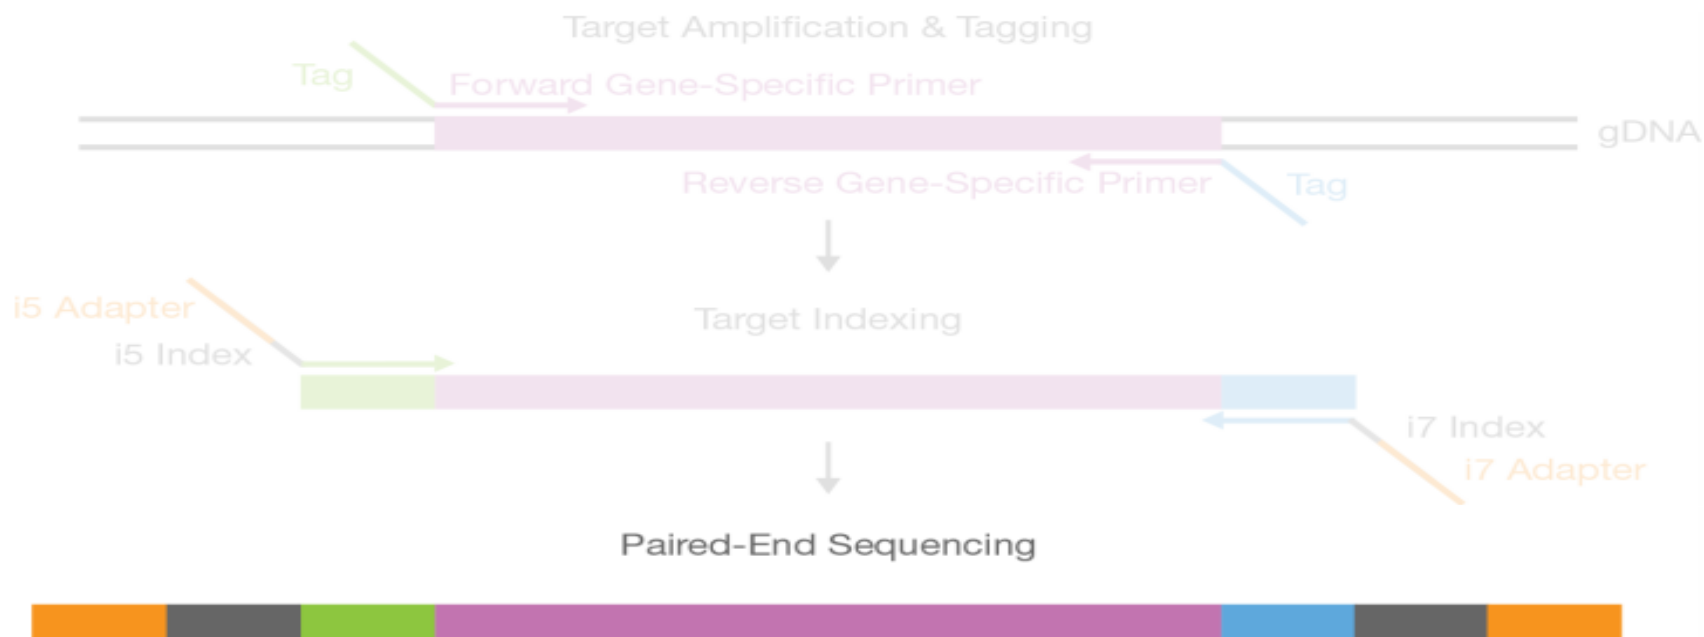 Target Amplification & Tagging
Tag
Forward Gene-Specific Primer
gDNA
Reverse Gene-Specific Primer
Tag
i5 Adapter
Target Indexing
i5 Index
i7 Index
i7 Adapter
Paired-End Sequencing